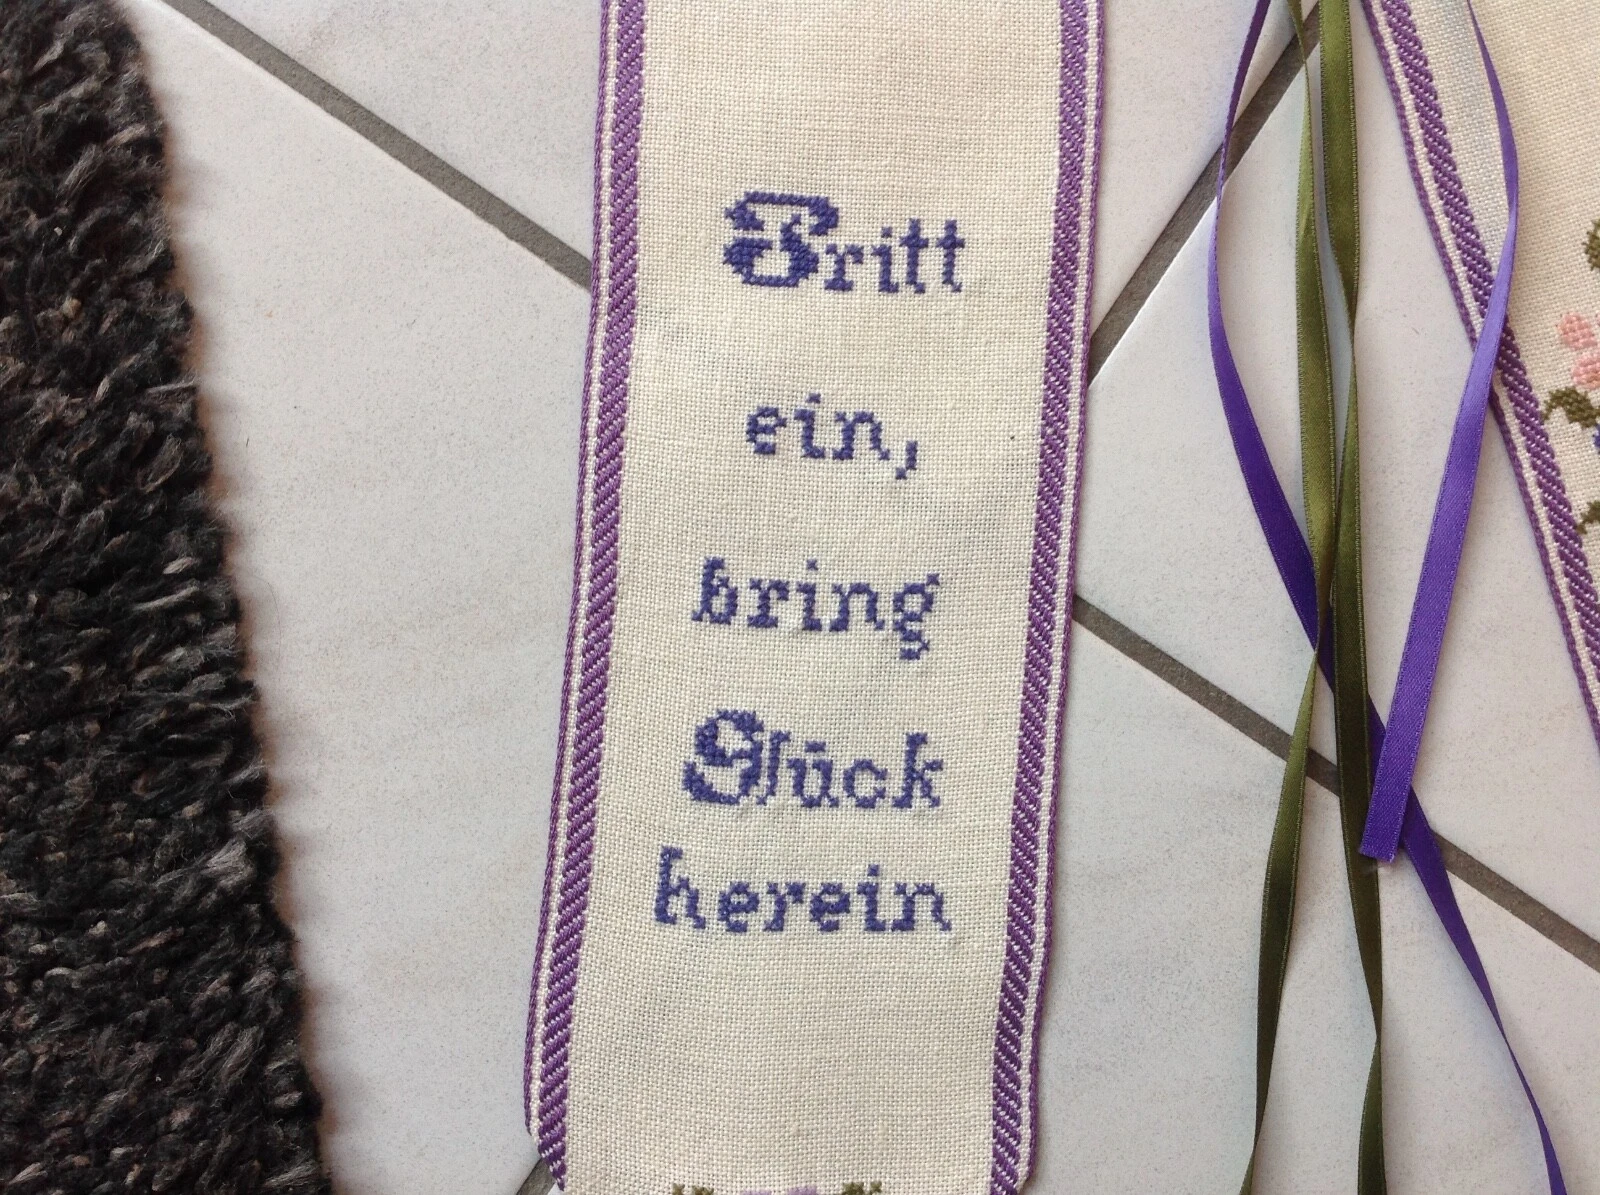 Tritt
ein,
bring
Glück
herein